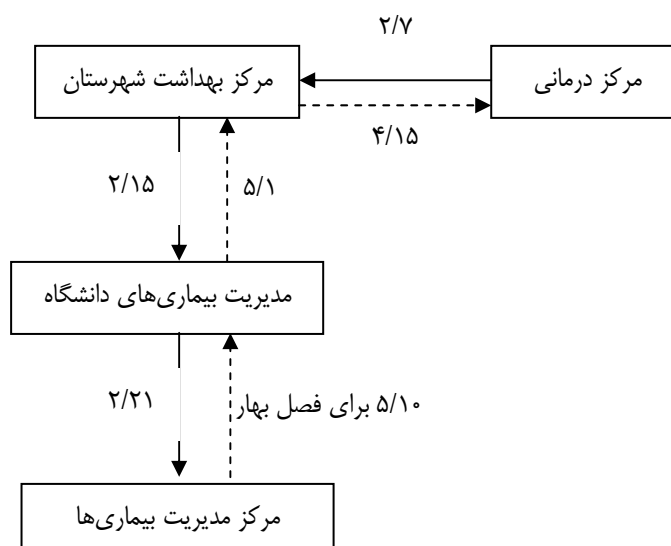 ۲/۷
مرکز درمانی
مرکز بهداشت شهرستان
۴/۱۵
۲/۱۵
۵/۱
مدیریت بیماری‌های دانشگاه
۲/۲۱
۵/۱۰ برای فصل بهار
مرکز مدیریت بیماری‌ها